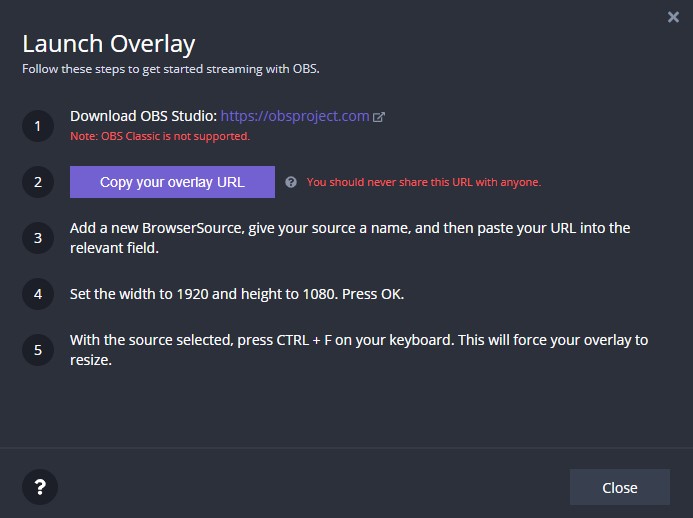 ×
Launch Overlay
Follow these steps to get started streaming with OBS.
1
Download OBS Studio: https://obsproject.com
Note: OBS Classic is not supported.
2
Copy your overlay URL
?
You should never share this URL with anyone.
3
Add a new BrowserSource, give your source a name, and then paste your URL into the
relevant field.
4
Set the width to 1920 and height to 1080. Press OK.
5
With the source selected, press CTRL + F on your keyboard. This will force your overlay to
resize.
?
Close